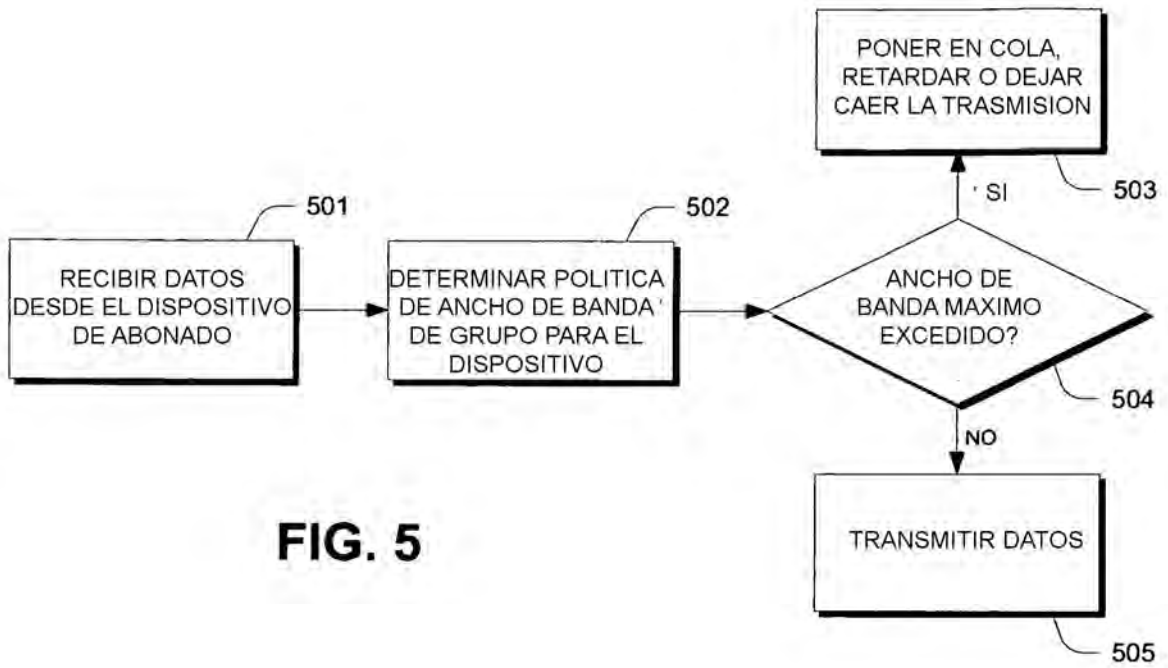 PONER EN COLA,
RETARDAR O DEJAR
CAER LA TRASMISION
503
' SI
501
RECIBIR DATOS
DESDE EL DISPOSITIVO
DE ABONADO
502
DETERMINAR POLITICA
DE ANCHO DE BANDA '
DE GRUPO PARA EL
DISPOSITIVO
ANCHO DE
BANDA MAXIMO
EXCEDIDO?
504
NO
TRANSMITIR DATOS
505
FIG. 5